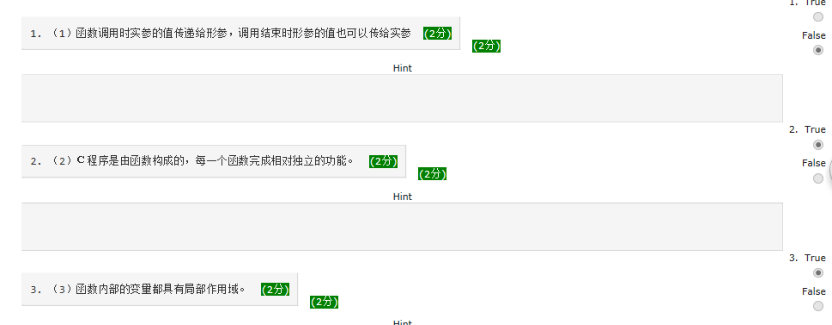 1. True
1. （1）函数调用时实参的值传递给形参，调用结束时形参的值也可以传给实参 (2分)
False
(2分)
Hint
2. True
2. （2）C 程序是由函数构成的，每一个函数完成相对独立的功能。 (2分)
False
(2分)
Hint
3. True
3. （3）函数内部的变量都具有局部作用域。 (2分)
False
(2分)
Hint